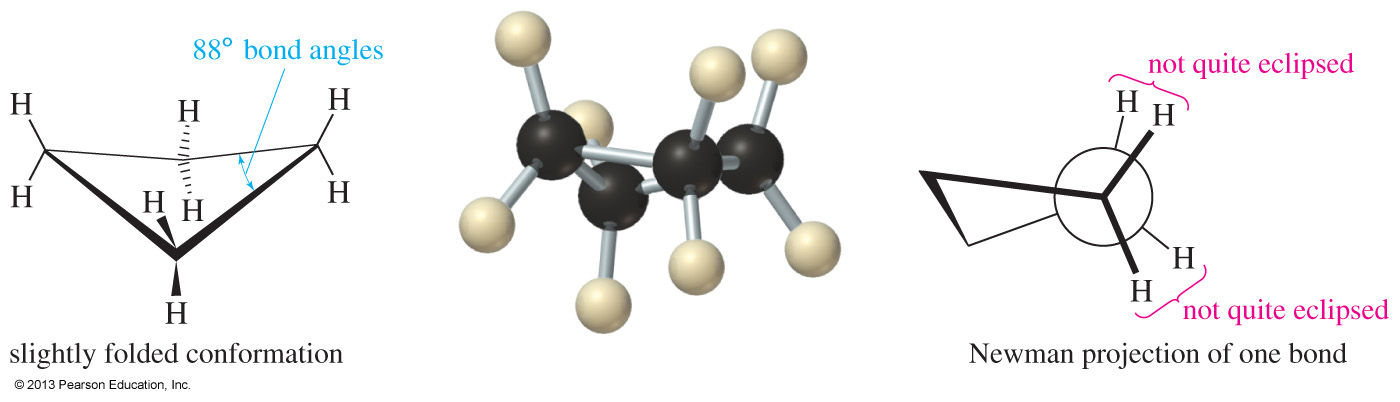 88° bond angles
H
H
H
H
H
H
H
H
slightly folded conformation
© 2013 Pearson Education, Inc.
not quite eclipsed
H
H
H
H
not quite eclipsed
Newman projection of one bond